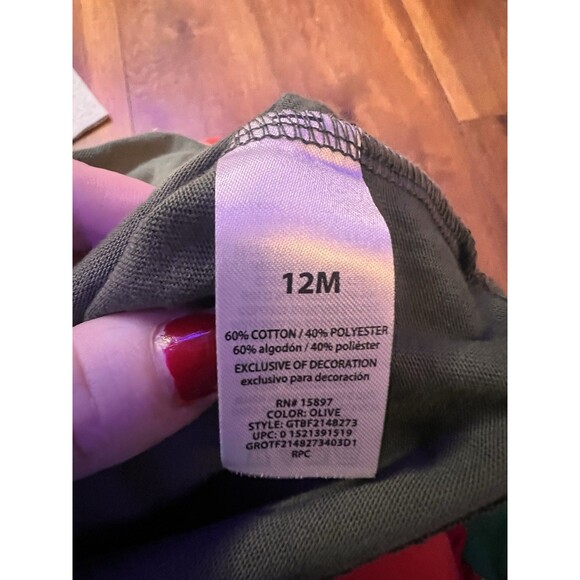 12M
60% COTTON / 40% POLYESTER
60% algodón / 40% poliéster
EXCLUSIVE OF DECORATION
exclusivo para decoración
RN# 15897
COLOR: OLIVE
STYLE: GTBF2148273
UPC: 0 1521391519
GROTF2148273403D1
RPC